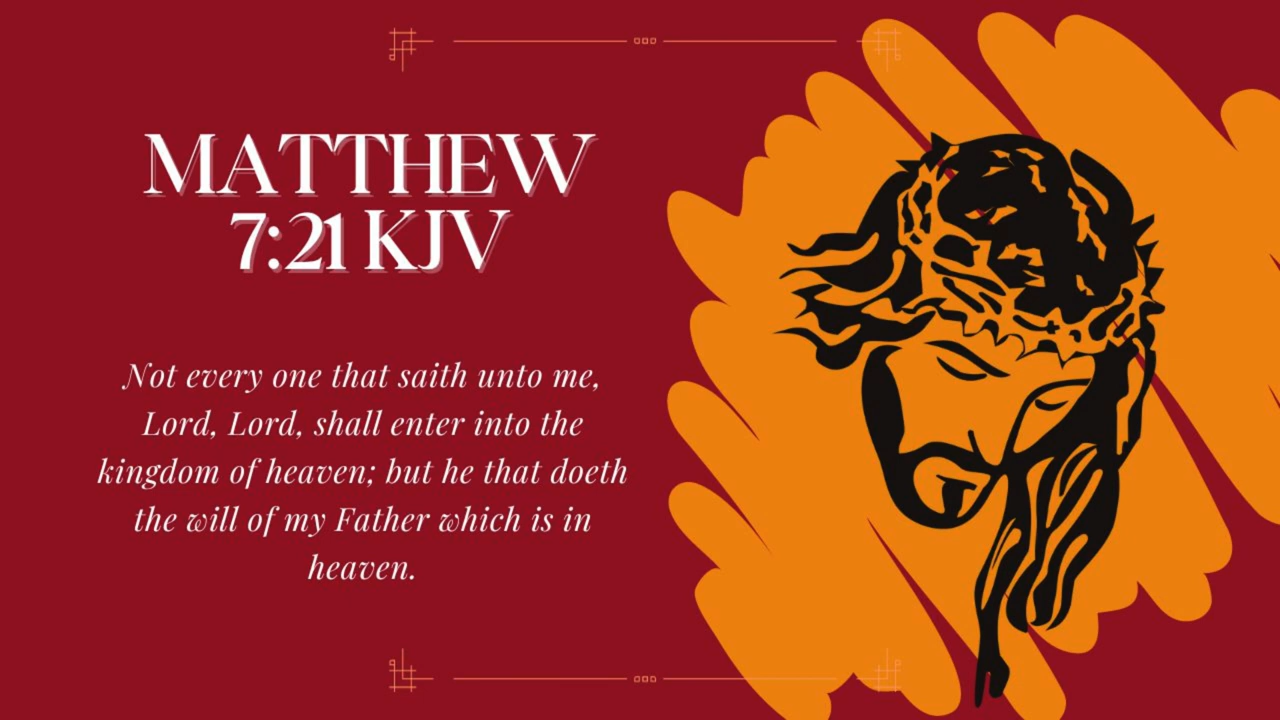 MATTHEW
7:21 KJV
Not every one that saith unto me,
Lord, Lord, shall enter into the
kingdom of heaven; but he that doeth
the will of my Father which is in
heaven.